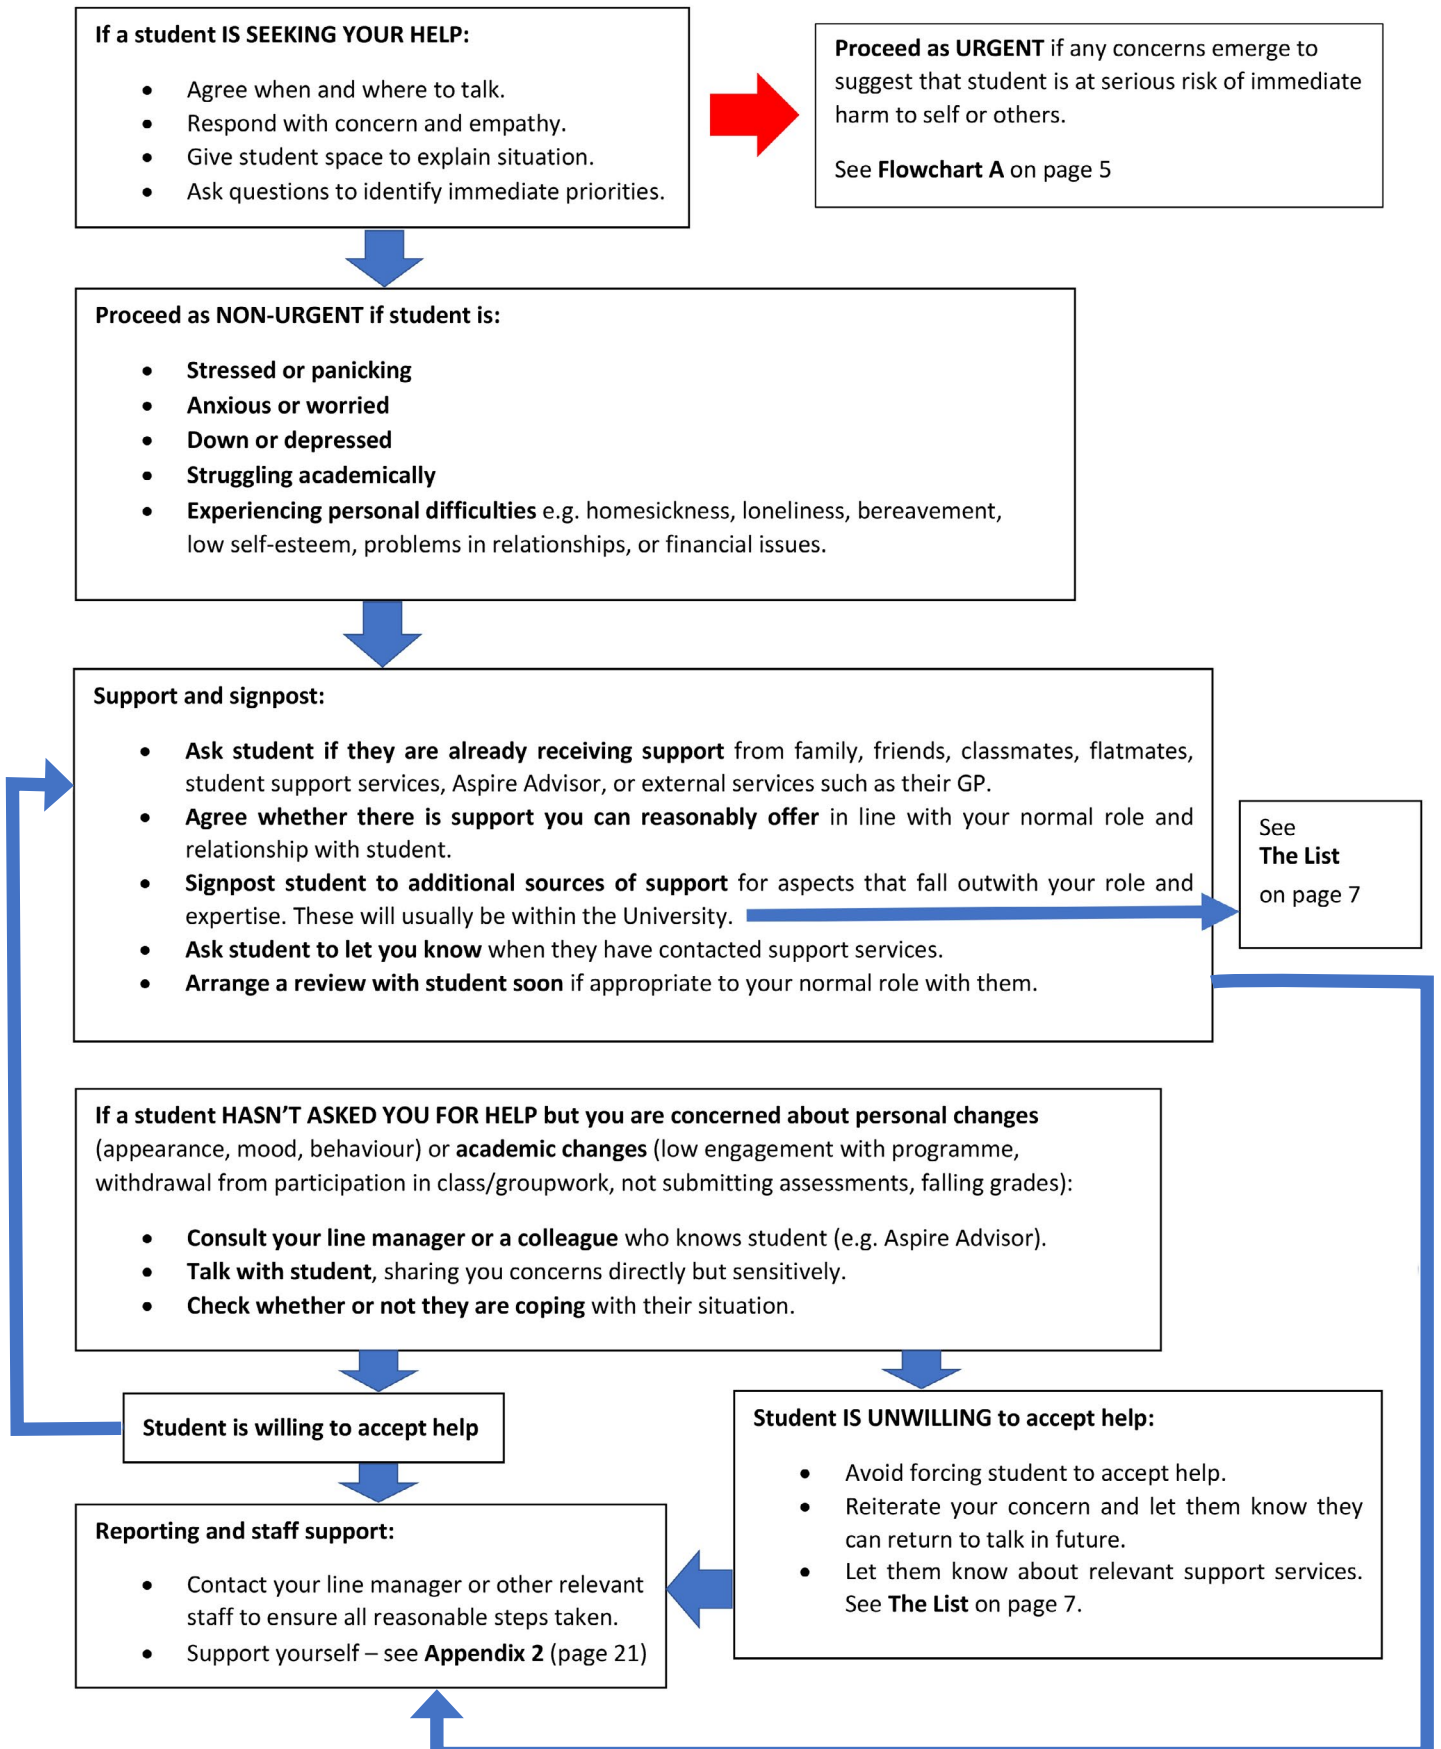 If a student IS SEEKING YOUR HELP:
• Agree when and where to talk.
• Respond with concern and empathy.
• Give student space to explain situation.
• Ask questions to identify immediate priorities.
Proceed as URGENT if any concerns emerge to
suggest that student is at serious risk of immediate
harm to self or others.
See Flowchart A on page 5
Proceed as NON-URGENT if student is:
• Stressed or panicking
• Anxious or worried
• Down or depressed
• Struggling academically
• Experiencing personal difficulties e.g. homesickness, loneliness, bereavement,
low self-esteem, problems in relationships, or financial issues.
Support and signpost:
• Ask student if they are already receiving support from family, friends, classmates, flatmates,
student support services, Aspire Advisor, or external services such as their GP.
• Agree whether there is support you can reasonably offer in line with your normal role and
relationship with student.
• Signpost student to additional sources of support for aspects that fall outwith your role and
expertise. These will usually be within the University.
• Ask student to let you know when they have contacted support services.
• Arrange a review with student soon if appropriate to your normal role with them.
See
The List
on page 7
If a student HASN'T ASKED YOU FOR HELP but you are concerned about personal changes
(appearance, mood, behaviour) or academic changes (low engagement with programme,
withdrawal from participation in class/groupwork, not submitting assessments, falling grades):
• Consult your line manager or a colleague who knows student (e.g. Aspire Advisor).
• Talk with student, sharing you concerns directly but sensitively.
• Check whether or not they are coping with their situation.
Student is willing to accept help
Student IS UNWILLING to accept help:
• Avoid forcing student to accept help.
• Reiterate your concern and let them know they
can return to talk in future.
• Let them know about relevant support services.
See The List on page 7.
Reporting and staff support:
• Contact your line manager or other relevant
staff to ensure all reasonable steps taken.
• Support yourself – see Appendix 2 (page 21)